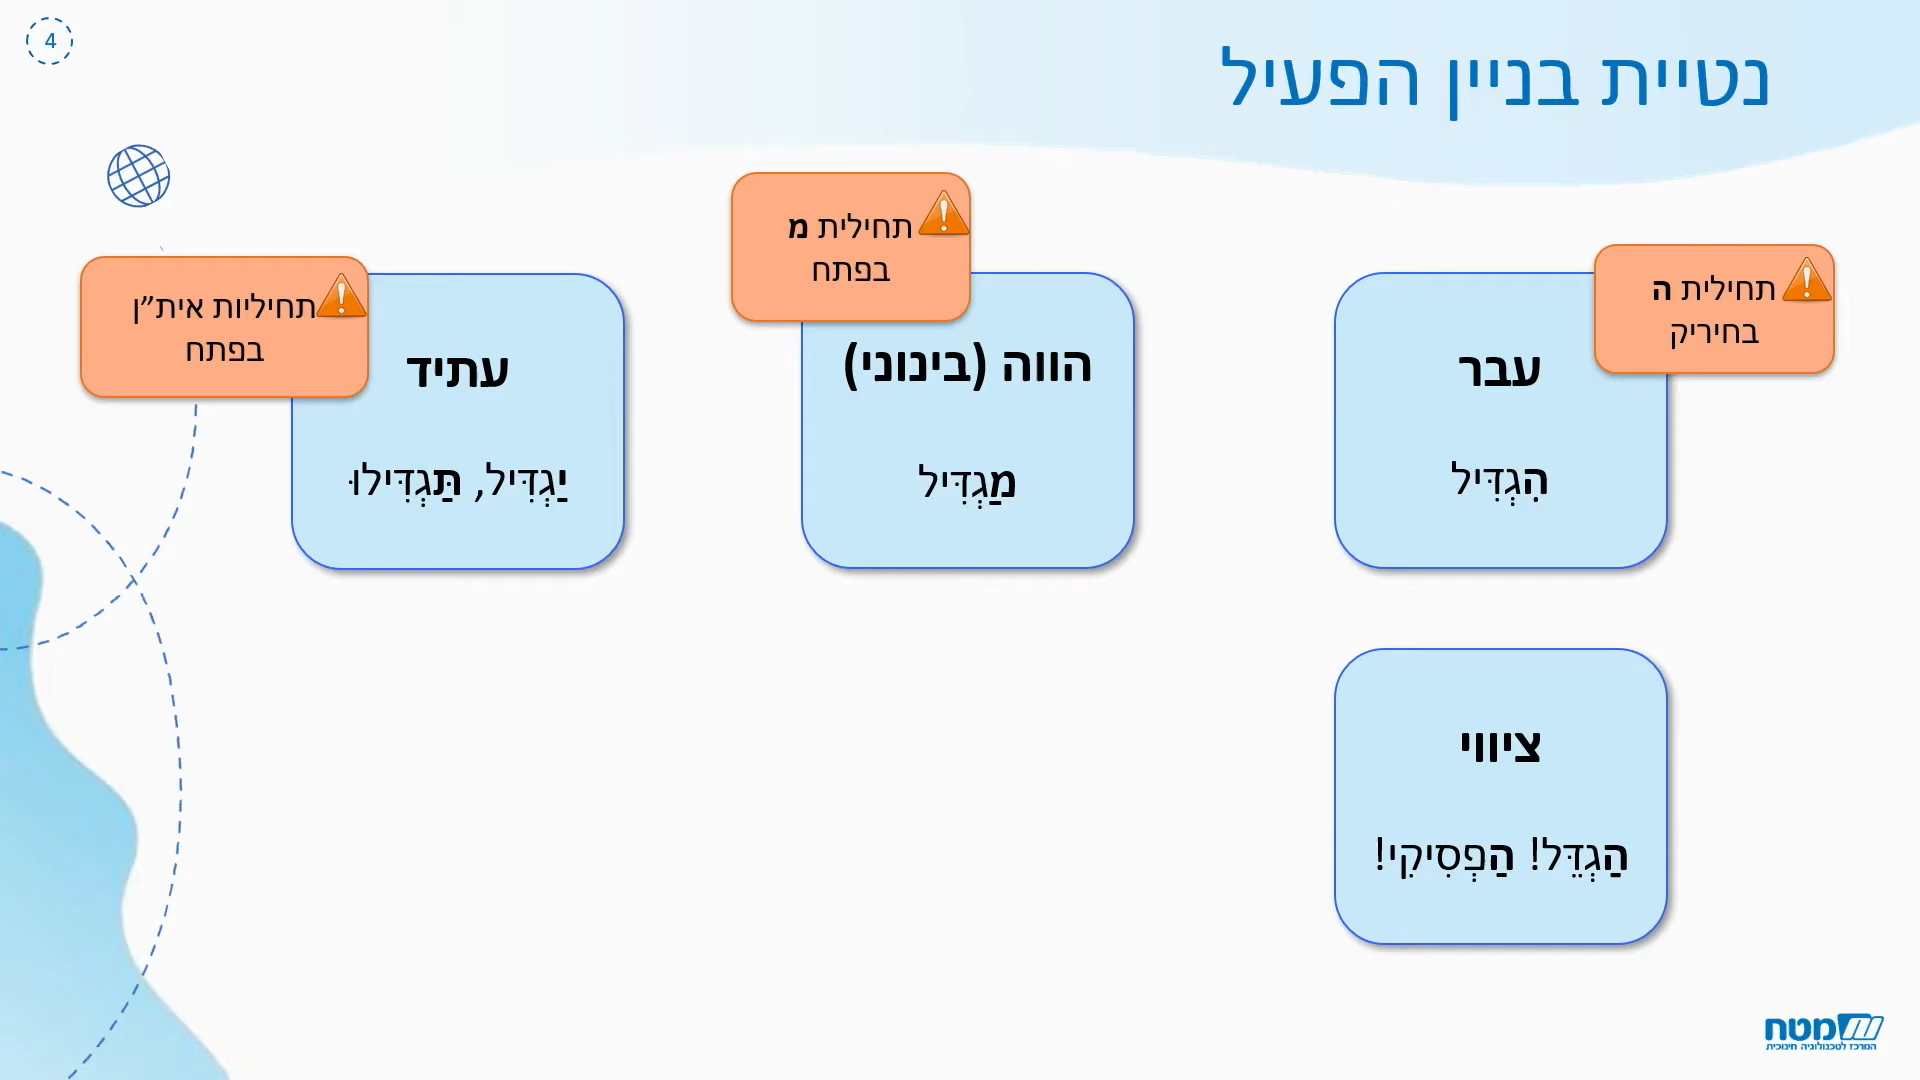 4
נטיית בניין הפעיל
תחילית ה
בחיריק
עבר
הִגְדִּיל
תחילית מ
בפתח
הווה (בינוני)
מַגְדִּיל
תחיליות אית״ן
בפתח
עתיד
יַגְדִּיל, תַּגְדִּילוּ
ציווי
הַגְדֵּל! הַפְסִיקִי!
מטח
המרכז לטכנולוגיה חינוכית